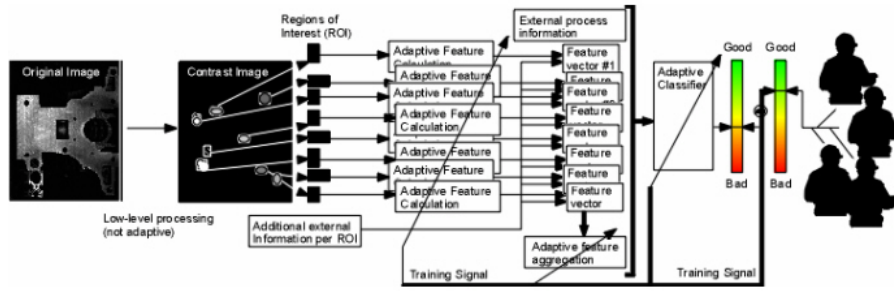 Regions of
Interest (ROI)
External process
information
Original Image
Contrast Image
Adaptive Feature
Calculation
Adaptive Feature
Adaptive Feature
Adaptive Feature
Calculation
Adaptive Feature
Adaptive Feature
Adaptive Feature
Calculation
Feature
vector #1
Feature
Feature
Feature
vector
Feature
Feature
Feature
Feature
vector
Adaptive
Classifier
Good
Good
Bad
Bad
Low-level processing
(not adaptive)
Additional external
Information per ROI
Adaptive feature
aggregation
Training Signal
Training Signal